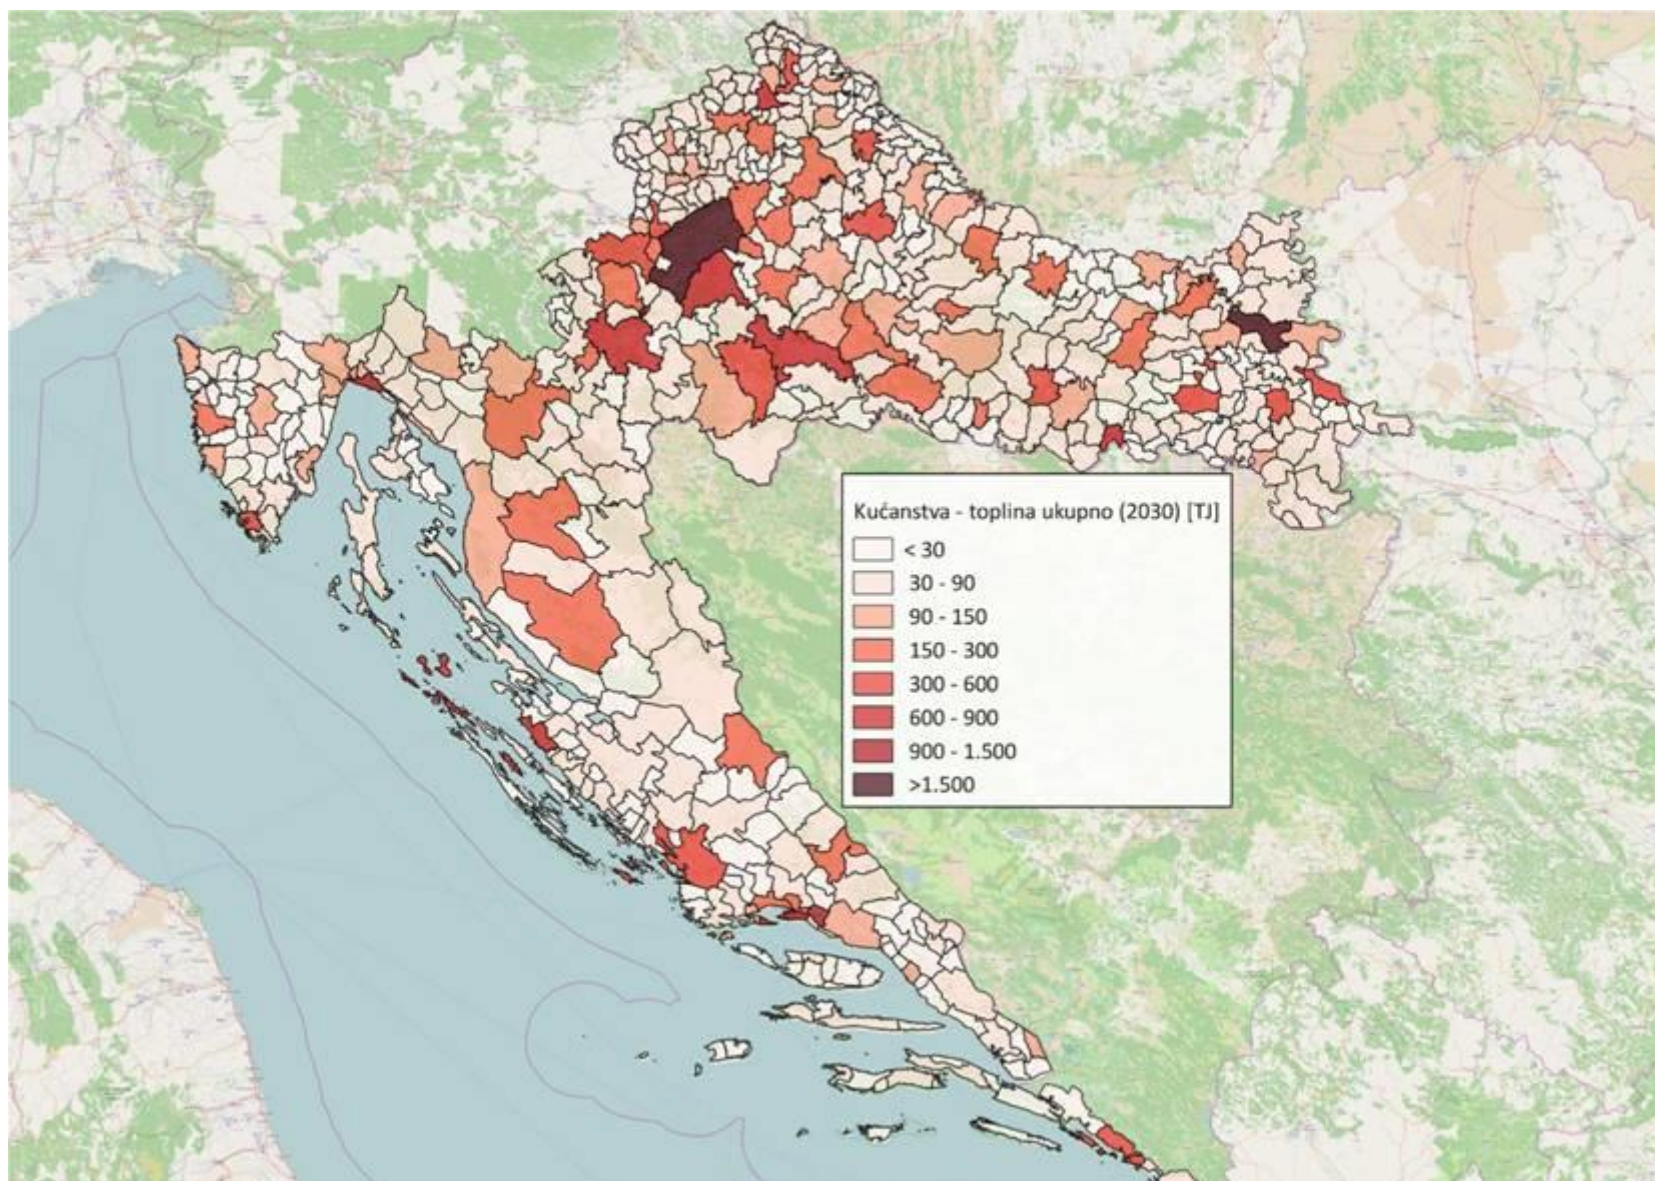 Kućanstva - toplina ukupno (2030) [TJ]
< 30
30 - 90
90 - 150
150 - 300
300 - 600
600 - 900
900 - 1.500
>1.500